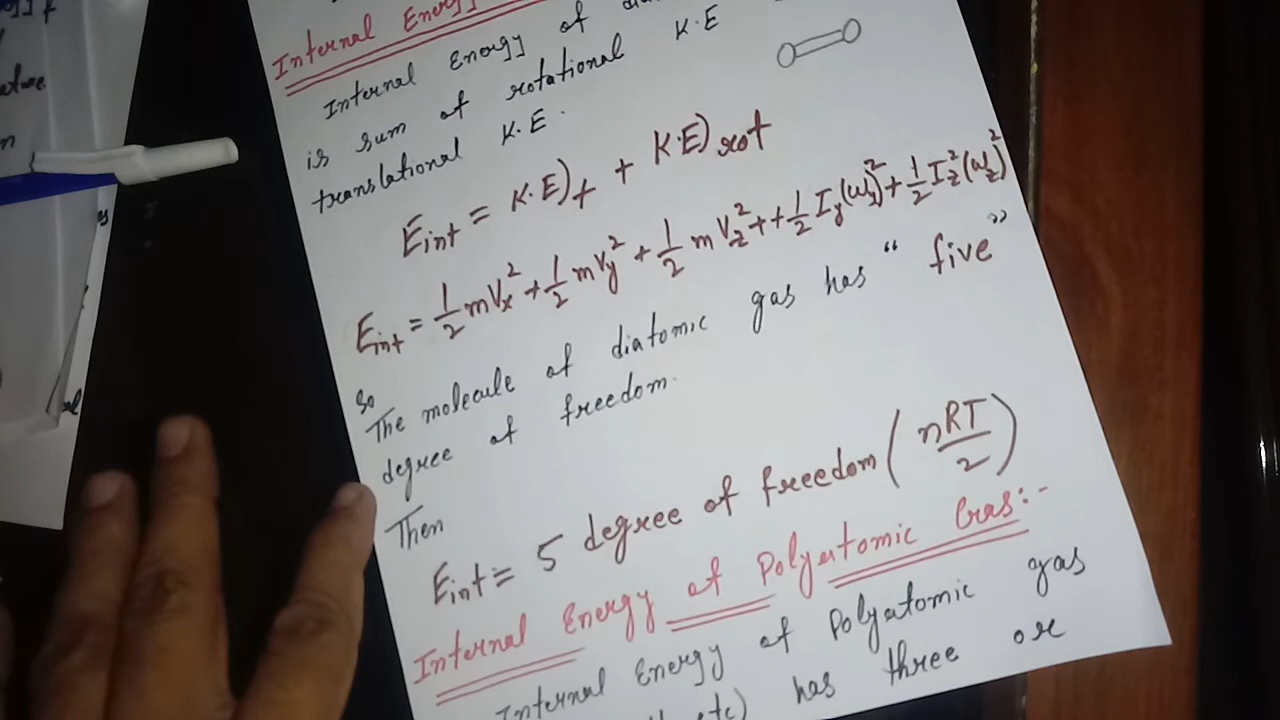 Internal Energy
Internal Energy of
is sum of rotational K.E
translational K.E.
Eint = K.E)t + K.E)rot
Eint = 1/2 mVx² + 1/2 mVy² + 1/2 mVz² + + 1/2 Iy(ωy)² + 1/2 Iz²(ωz)²
So
The molecule of diatomic gas has "five"
degree of freedom.
Then
Eint = 5 degree of freedom (nRT/2)
Internal Energy of Polyatomic Gas:-
Internal Energy of Polyatomic gas
etc) has three or